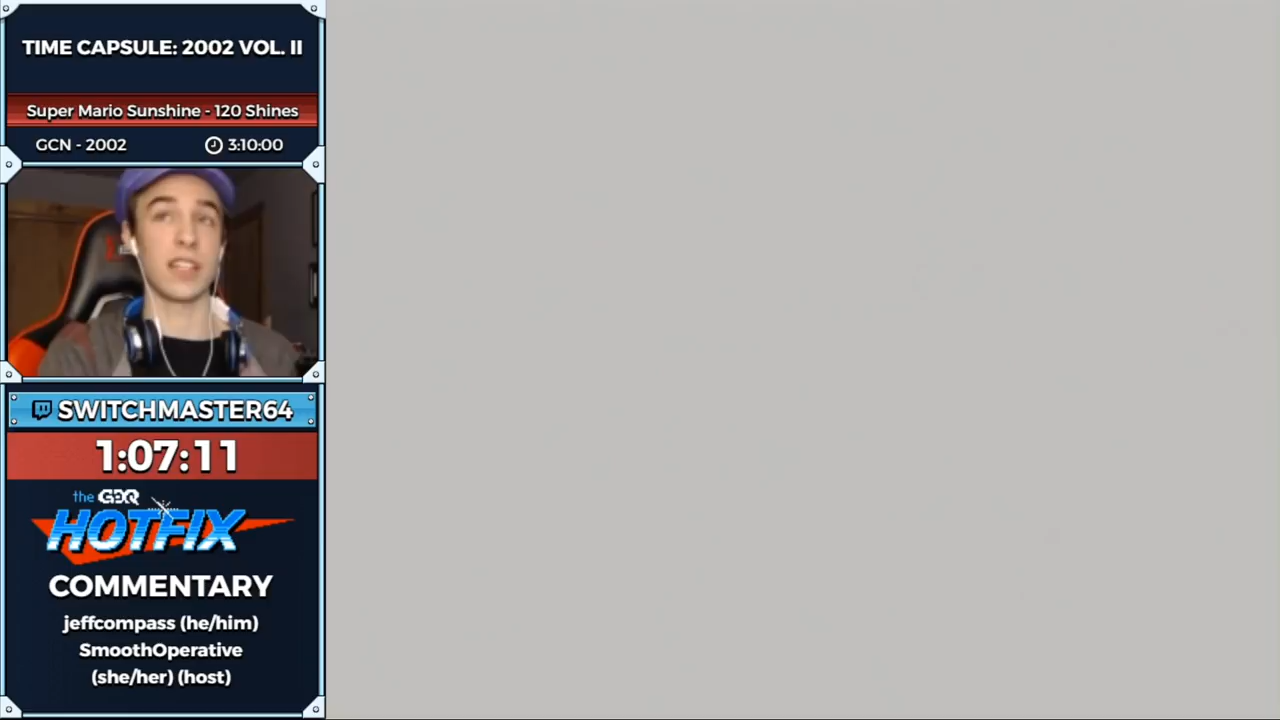 TIME CAPSULE: 2002 VOL. II
Super Mario Sunshine - 120 Shines
GCN - 2002 3:10:00
SWITCHMASTER64
1:07:11
the GDQ
HOTFIX
COMMENTARY
jeffcompass (he/him)
SmoothOperative
(she/her) (host)